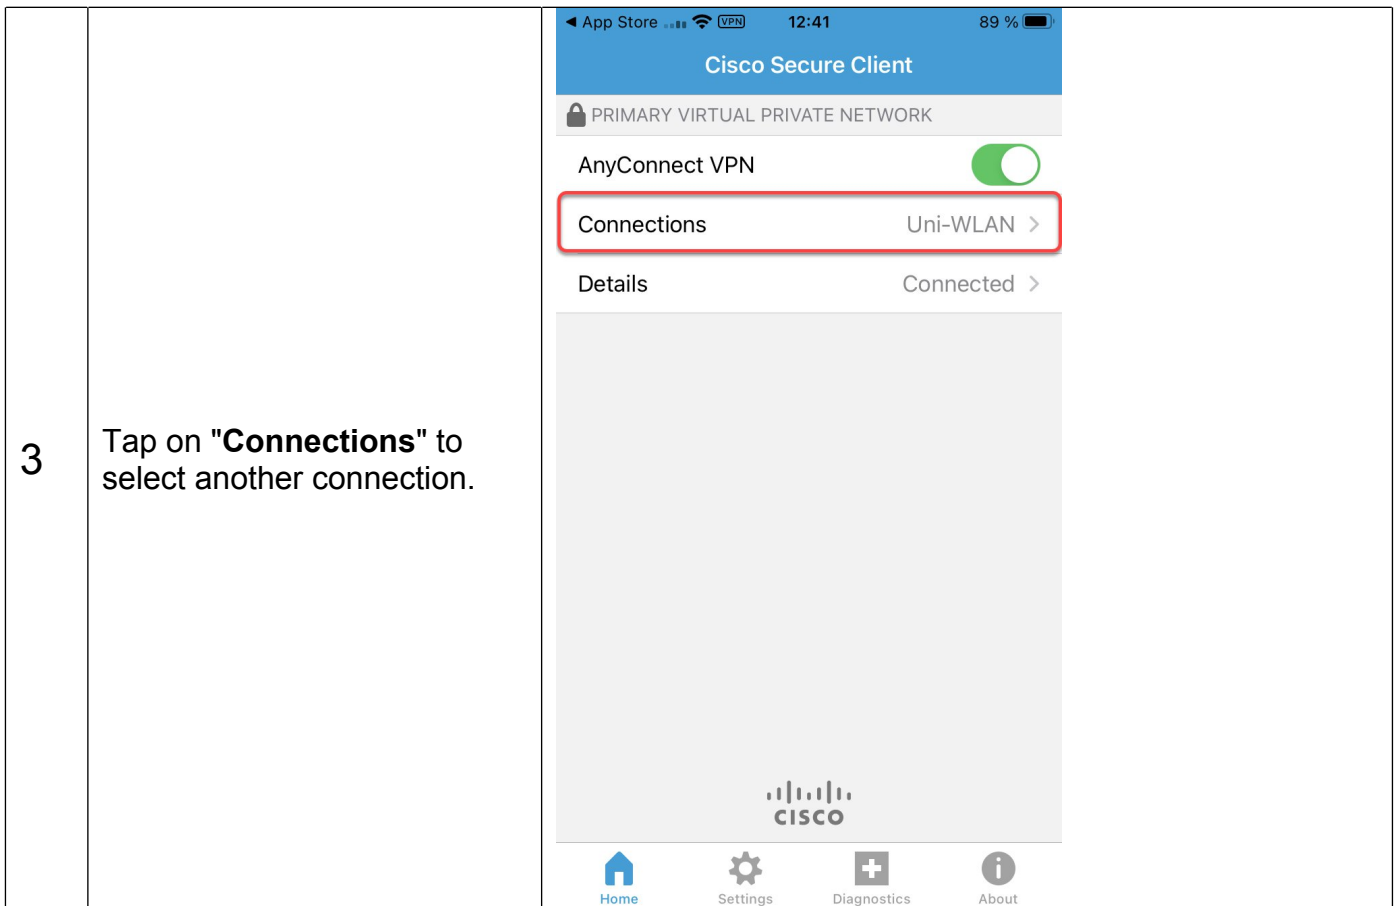 3
Tap on "Connections" to
select another connection.
◀ App Store VPN 12:41 89 %
Cisco Secure Client
PRIMARY VIRTUAL PRIVATE NETWORK
AnyConnect VPN
Connections Uni-WLAN >
Details Connected >
CISCO
Home Settings Diagnostics About